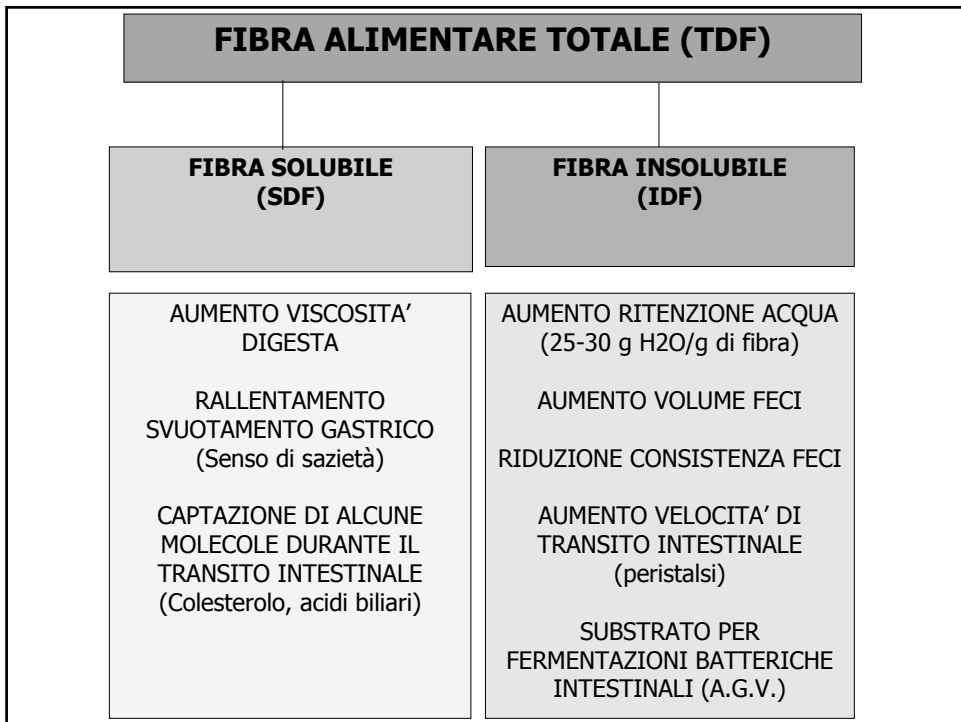 FIBRA ALIMENTARE TOTALE (TDF)
FIBRA SOLUBILE
(SDF)
AUMENTO VISCOSITA’
DIGESTA
RALLENTAMENTO
SVUOTAMENTO GASTRICO
(Senso di sazietà)
CAPTAZIONE DI ALCUNE
MOLECOLE DURANTE IL
TRANSITO INTESTINALE
(Colesterolo, acidi biliari)
FIBRA INSOLUBILE
(IDF)
AUMENTO RITENZIONE ACQUA
(25-30 g H2O/g di fibra)
AUMENTO VOLUME FECI
RIDUZIONE CONSISTENZA FECI
AUMENTO VELOCITA’ DI
TRANSITO INTESTINALE
(peristalsi)
SUBSTRATO PER
FERMENTAZIONI BATTERICHE
INTESTINALI (A.G.V.)